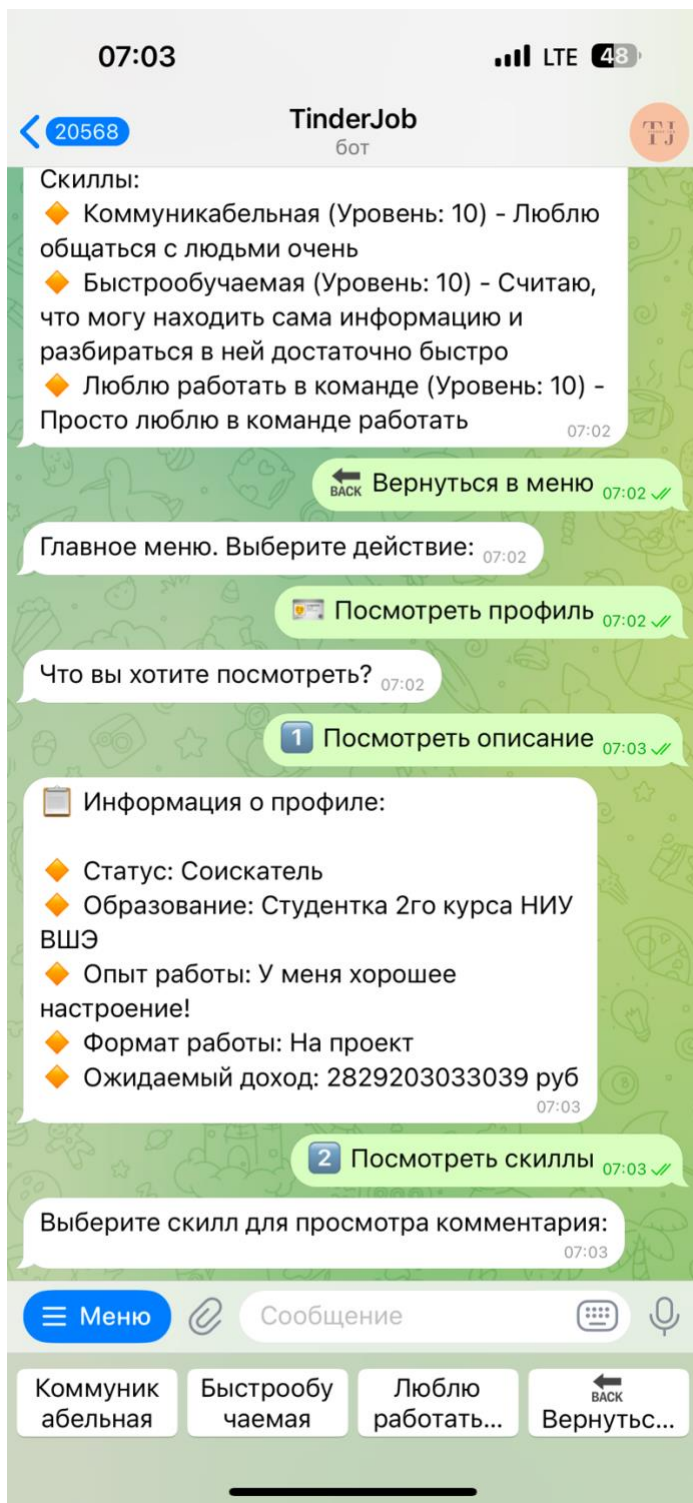 07:03
LTE 48
20568
TinderJob
бот
TJ
Скиллы:
🔶 Коммуникабельная (Уровень: 10) - Люблю
общаться с людьми очень
🔶 Быстрообучаемая (Уровень: 10) - Считаю,
что могу находить сама информацию и
разбираться в ней достаточно быстро
🔶 Люблю работать в команде (Уровень: 10) -
Просто люблю в команде работать
07:02
🔙 Вернуться в меню 07:02
Главное меню. Выберите действие: 07:02
🪪 Посмотреть профиль 07:02
Что вы хотите посмотреть? 07:02
1️⃣ Посмотреть описание 07:03
📋 Информация о профиле:
🔶 Статус: Соискатель
🔶 Образование: Студентка 2го курса НИУ
ВШЭ
🔶 Опыт работы: У меня хорошее
настроение!
🔶 Формат работы: На проект
🔶 Ожидаемый доход: 2829203033039 руб
07:03
2️⃣ Посмотреть скиллы 07:03
Выберите скилл для просмотра комментария:
07:03
Меню
Сообщение
Коммуник
абельная
Быстрообу
чаемая
Люблю
работать...
BACK
Вернутьс...